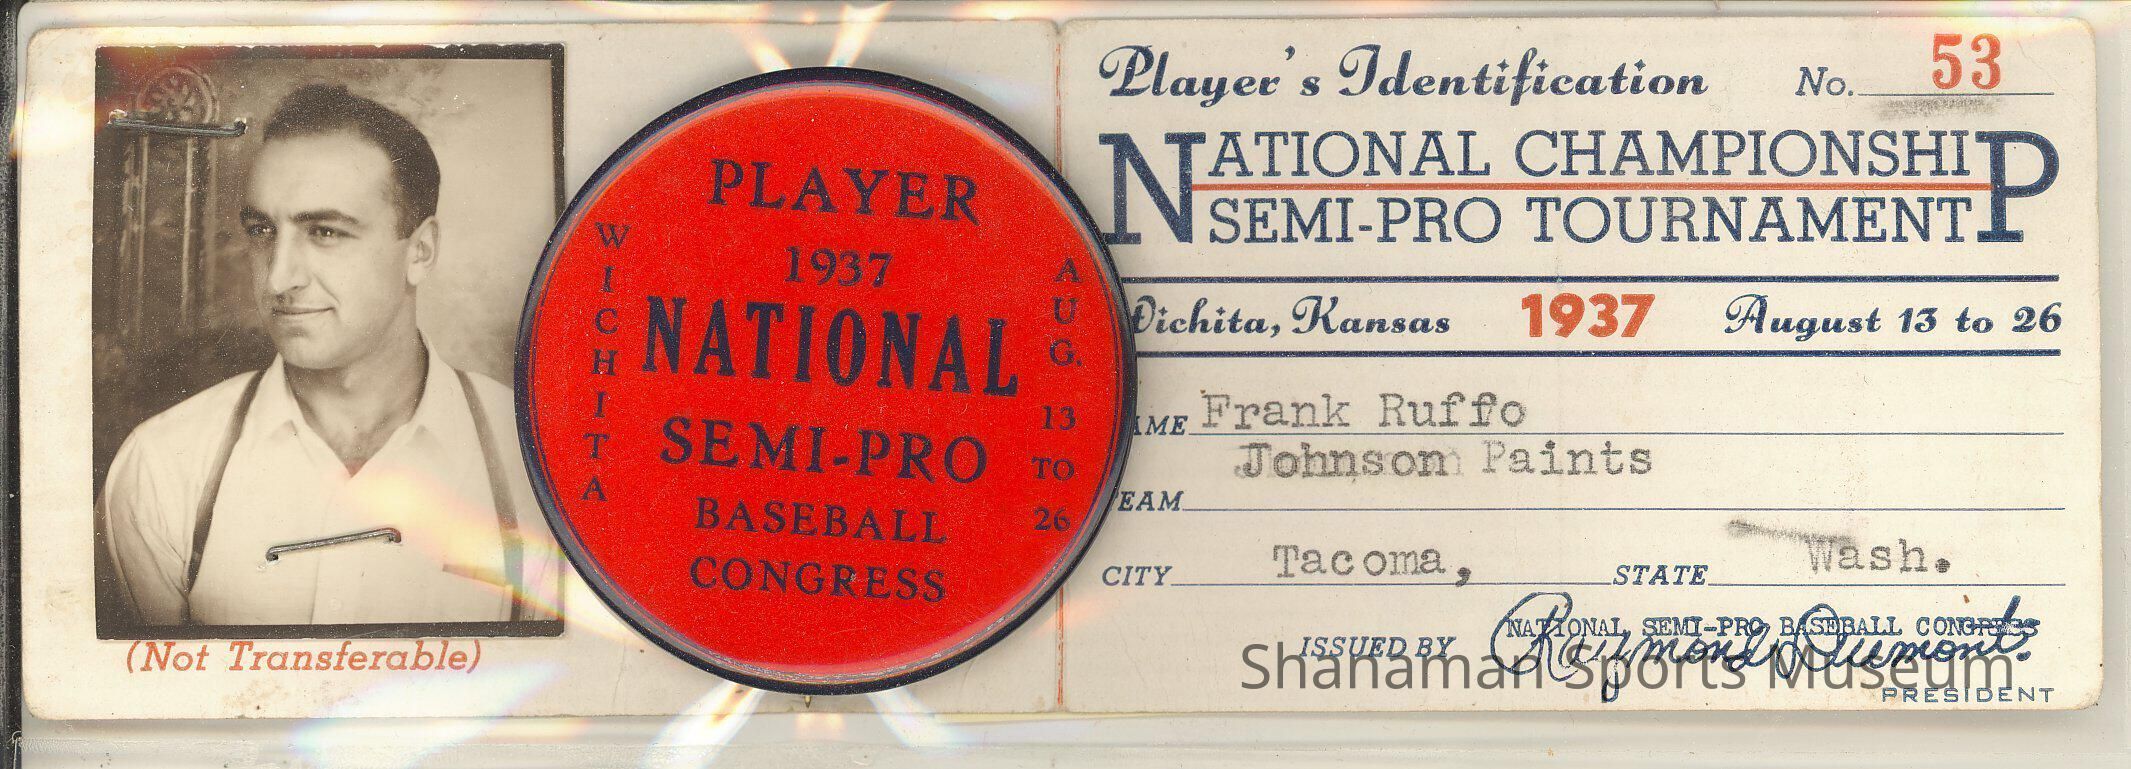 (Not Transferable)
PLAYER
1937
NATIONAL
SEMI-PRO
BASEBALL
CONGRESS
WICHITA
AUG.
13
TO
26
Player's Identification No. 53
NATIONAL CHAMPIONSHIP
SEMI-PRO TOURNAMENT
Wichita, Kansas 1937 August 13 to 26
AME Frank Ruffo
Johnson Paints
TEAM
CITY Tacoma, STATE Wash.
NATIONAL SEMI-PRO BASEBALL CONGRESS
ISSUED BY Raymond Dumont.
PRESIDENT
Shanaman Sports Museum